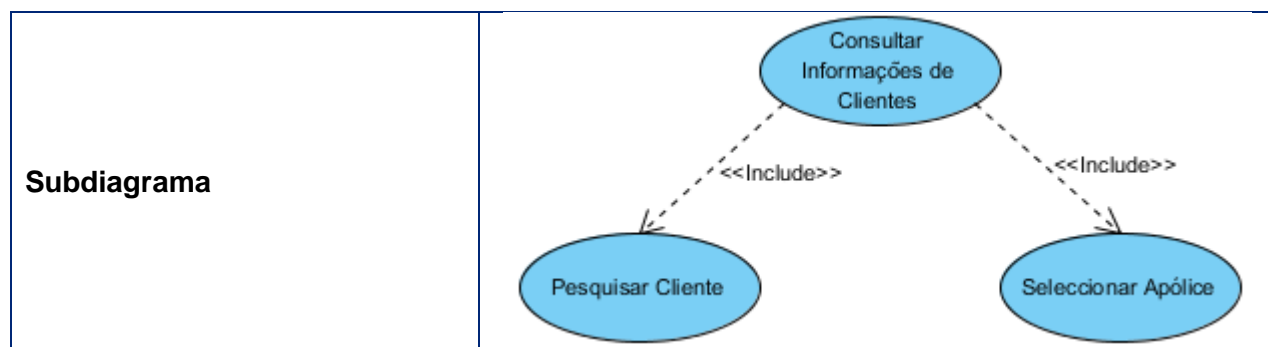 Subdiagrama
Consultar
Informações de
Clientes
<<Include>>
<<Include>>
Pesquisar Cliente
Seleccionar Apólice